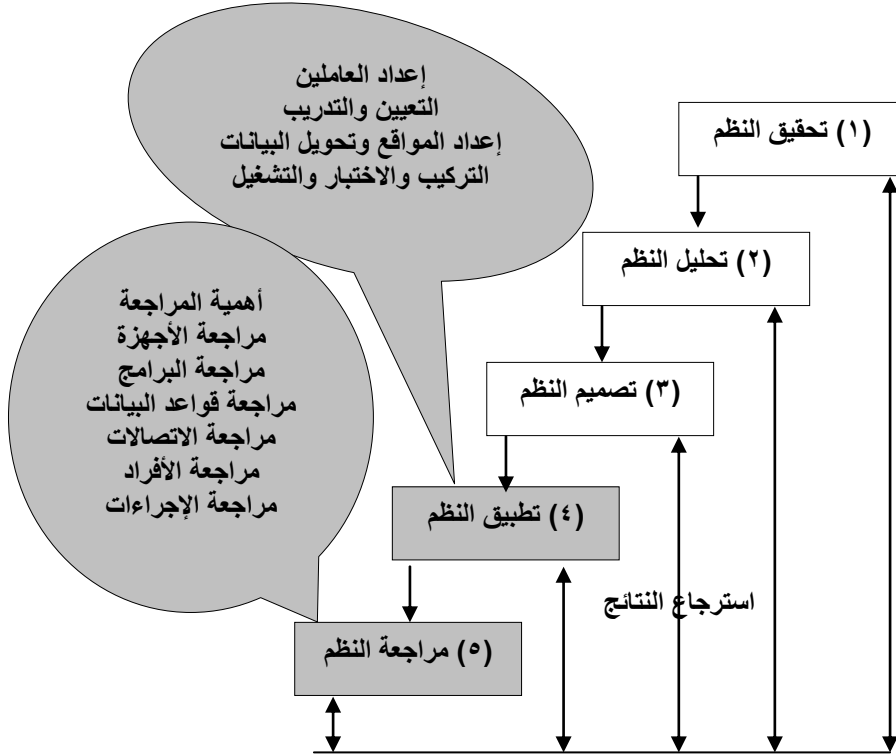 إعداد العاملين
التعيين والتدريب
إعداد المواقع وتحويل البيانات
التركيب والاختبار والتشغيل
(١) تحقيق النظم
(٢) تحليل النظم
أهمية المراجعة
مراجعة الأجهزة
مراجعة البرامج
مراجعة قواعد البيانات
مراجعة الاتصالات
مراجعة الأفراد
مراجعة الإجراءات
(٣) تصميم النظم
(٤) تطبيق النظم
استرجاع النتائج
(٥) مراجعة النظم